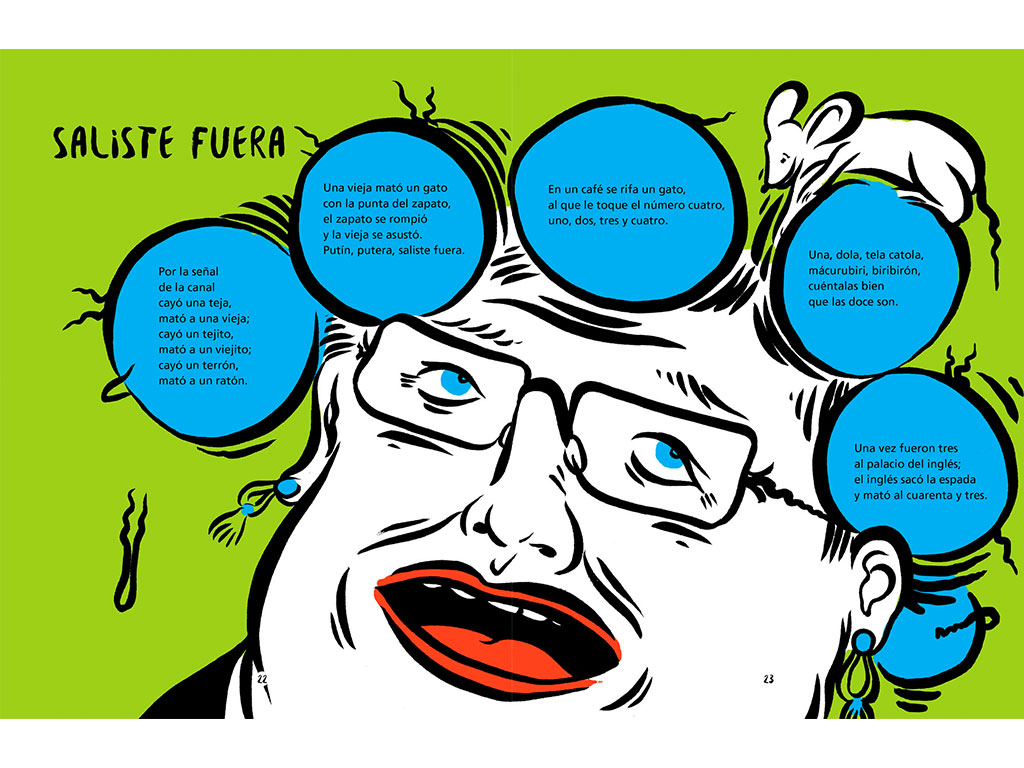 SALISTE FUERA
Por la señal
de la canal
cayó una teja,
mató a una vieja;
cayó un tejito,
mató a un viejito;
cayó un terrón,
mató a un ratón.
Una vieja mató un gato
con la punta del zapato,
el zapato se rompió
y la vieja se asustó.
Putín, putera, saliste fuera.
En un café se rifa un gato,
al que le toque el número cuatro,
uno, dos, tres y cuatro.
Una, dola, tela catola,
mácurubiri, biribirón,
cuéntalas bien
que las doce son.
Una vez fueron tres
al palacio del inglés;
el inglés sacó la espada
y mató al cuarenta y tres.
22
23